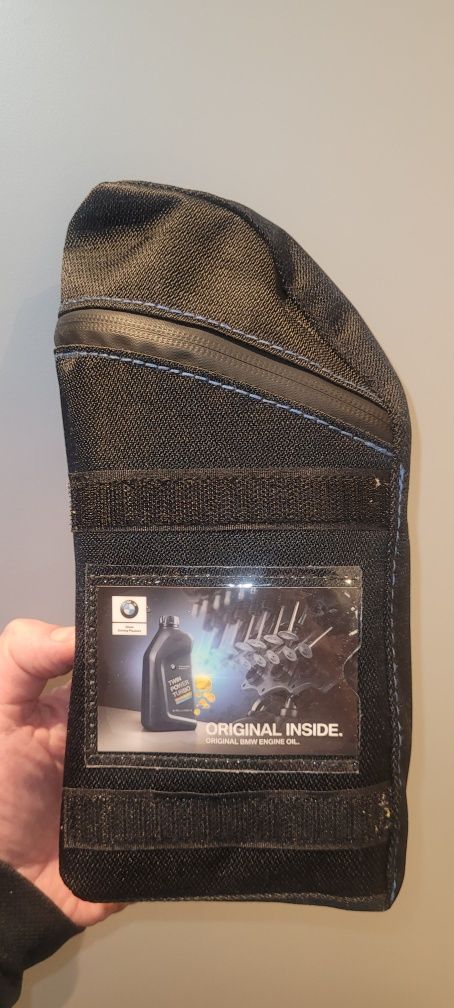 TWIN
POWER
TURBO
ORIGINAL INSIDE.
ORIGINAL BMW ENGINE OIL.